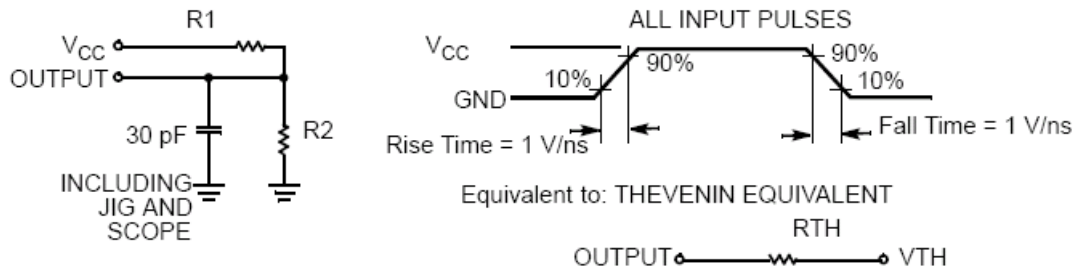 R1
VCC
OUTPUT
30 pF
R2
INCLUDING
JIG AND
SCOPE
ALL INPUT PULSES
VCC
GND
10%
90%
90%
10%
Rise Time = 1 V/ns
Fall Time = 1 V/ns
Equivalent to: THEVENIN EQUIVALENT
RTH
OUTPUT
VTH